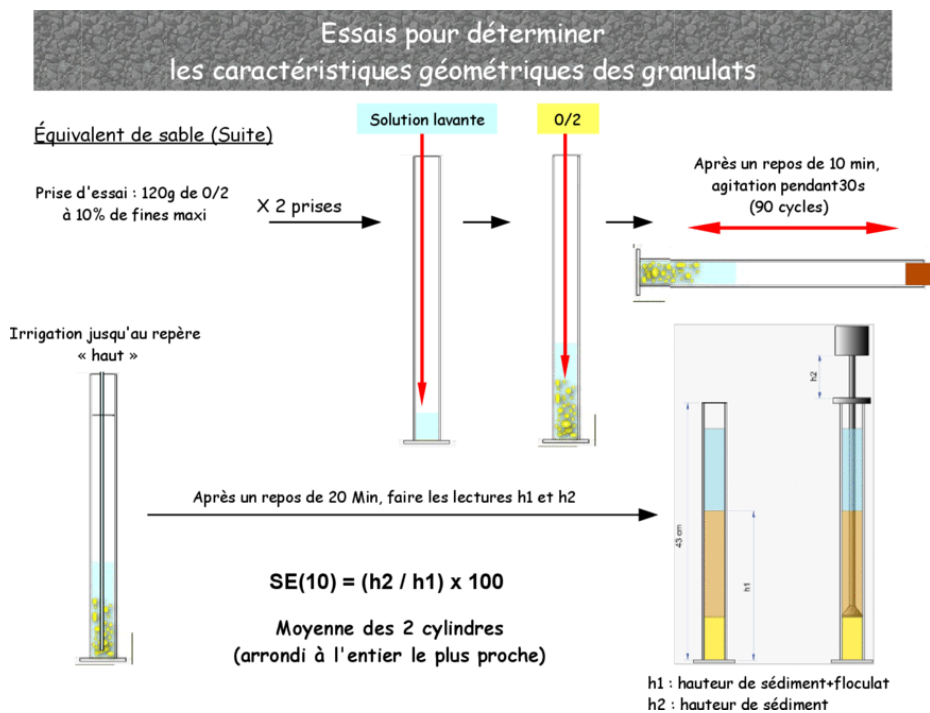 Essais pour déterminer
les caractéristiques géométriques des granulats
Équivalent de sable (Suite)
Solution lavante
0/2
Prise d'essai : 120g de 0/2
à 10% de fines maxi
X 2 prises
Après un repos de 10 min,
agitation pendant30s
(90 cycles)
Irrigation jusqu'au repère
« haut »
Après un repos de 20 Min, faire les lectures h1 et h2
SE(10) = (h2 / h1) x 100
Moyenne des 2 cylindres
(arrondi à l'entier le plus proche)
h2
43 cm
h1
h1 : hauteur de sédiment+floculat
h2 : hauteur de sédiment